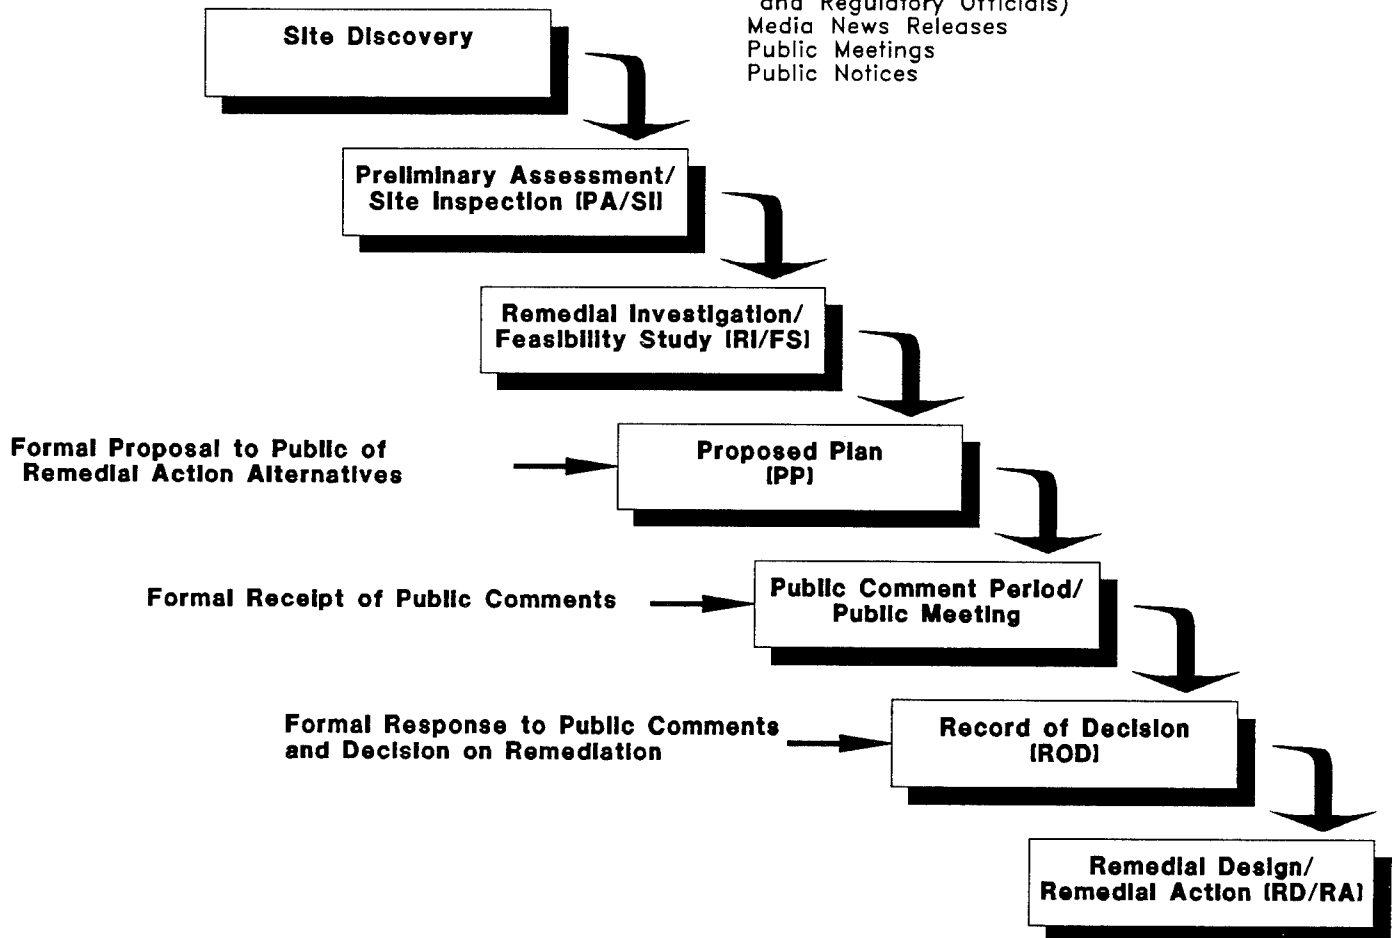 and Regulatory Officials)
Media News Releases
Public Meetings
Public Notices
Site Discovery
Preliminary Assessment/
Site Inspection (PA/SI)
Remedial Investigation/
Feasibility Study (RI/FS)
Formal Proposal to Public of
Remedial Action Alternatives
Proposed Plan
(PP)
Formal Receipt of Public Comments
Public Comment Period/
Public Meeting
Formal Response to Public Comments
and Decision on Remediation
Record of Decision
(ROD)
Remedial Design/
Remedial Action (RD/RA)